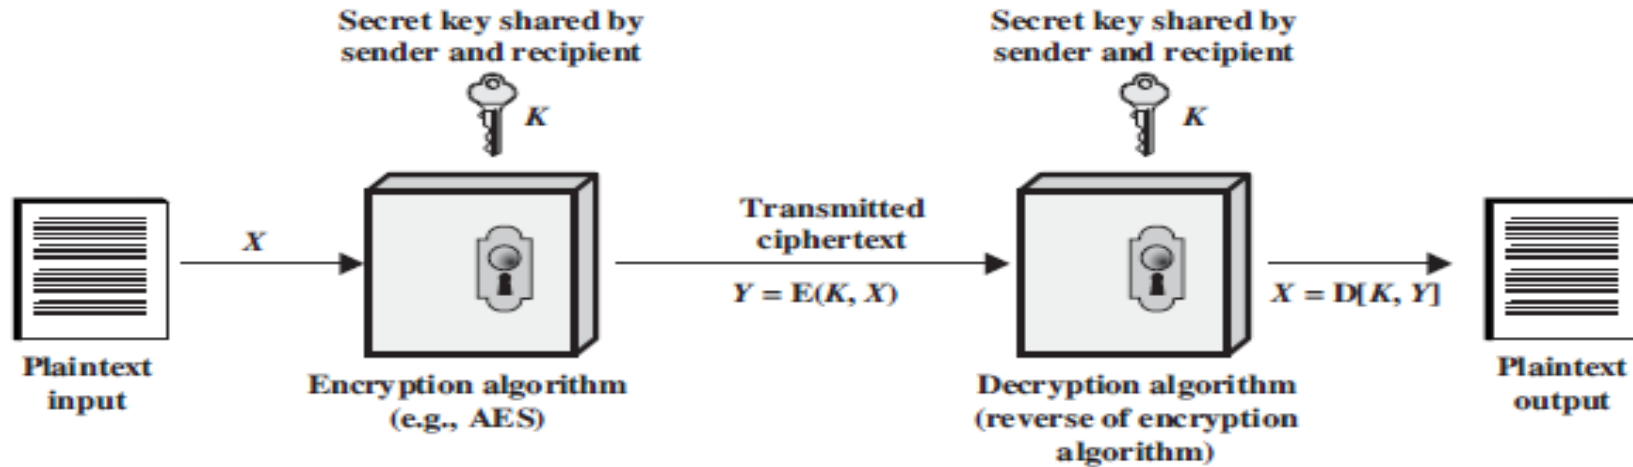 Secret key shared by
sender and recipient
K
Secret key shared by
sender and recipient
K
X
Transmitted
ciphertext
Y = E(K, X)
X = D[K, Y]
Plaintext
input
Encryption algorithm
(e.g., AES)
Decryption algorithm
(reverse of encryption
algorithm)
Plaintext
output